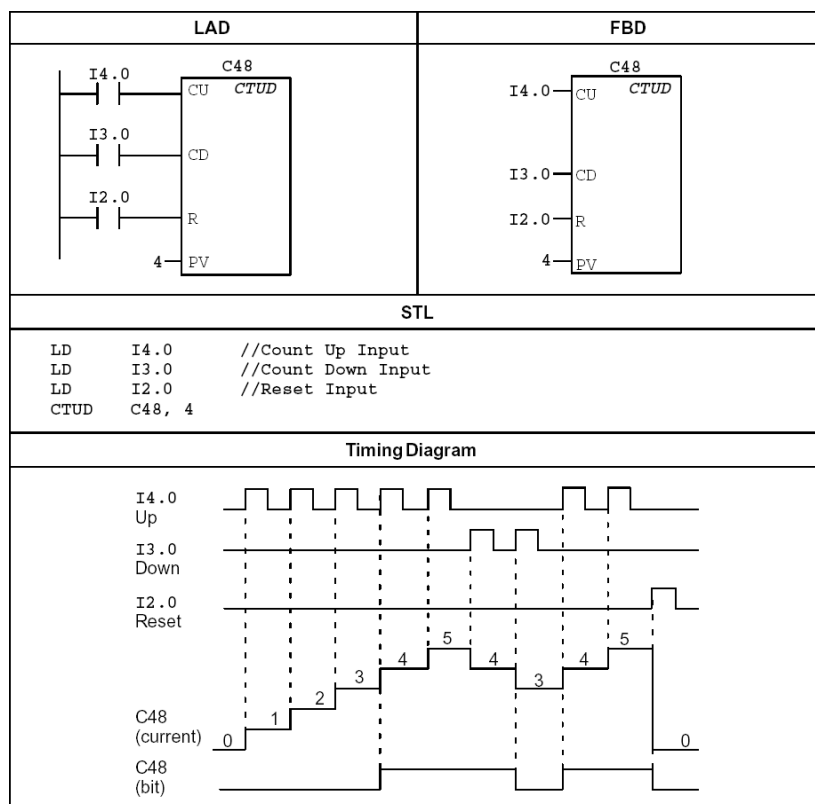 LAD
FBD
C48
I4.0
CU CTUD
I3.0
CD
I2.0
R
4 PV
C48
I4.0 CU CTUD
I3.0 CD
I2.0 R
4 PV
STL
LD I4.0 //Count Up Input
LD I3.0 //Count Down Input
LD I2.0 //Reset Input
CTUD C48, 4
Timing Diagram
I4.0
Up
I3.0
Down
I2.0
Reset
C48
(current)
0 1 2 3 4 5 4 3 4 5 0
C48
(bit)